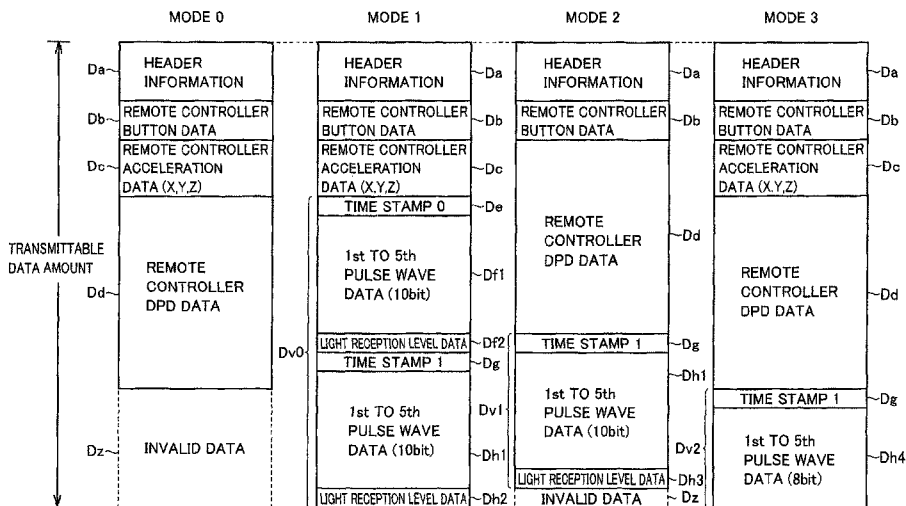 MODE 0
MODE 1
MODE 2
MODE 3
TRANSMITTABLE
DATA AMOUNT
Da
HEADER
INFORMATION
Db
REMOTE CONTROLLER
BUTTON DATA
Dc
REMOTE CONTROLLER
ACCELERATION
DATA (X,Y,Z)
Dd
REMOTE
CONTROLLER
DPD DATA
Dz
INVALID DATA
HEADER
INFORMATION
Da
REMOTE CONTROLLER
BUTTON DATA
Db
REMOTE CONTROLLER
ACCELERATION
DATA (X,Y,Z)
Dc
TIME STAMP 0
De
Dv0
1st TO 5th
PULSE WAVE
DATA (10bit)
Df1
LIGHT RECEPTION LEVEL DATA
Df2
TIME STAMP 1
Dg
1st TO 5th
PULSE WAVE
DATA (10bit)
Dh1
LIGHT RECEPTION LEVEL DATA
Dh2
HEADER
INFORMATION
Da
REMOTE CONTROLLER
BUTTON DATA
Db
REMOTE
CONTROLLER
DPD DATA
Dd
Dv1
TIME STAMP 1
Dg
1st TO 5th
PULSE WAVE
DATA (10bit)
Dh1
LIGHT RECEPTION LEVEL DATA
Dh3
INVALID DATA
Dz
HEADER
INFORMATION
Da
REMOTE CONTROLLER
BUTTON DATA
Db
REMOTE CONTROLLER
ACCELERATION
DATA (X,Y,Z)
Dc
REMOTE
CONTROLLER
DPD DATA
Dd
Dv2
TIME STAMP 1
Dg
1st TO 5th
PULSE WAVE
DATA (8bit)
Dh4